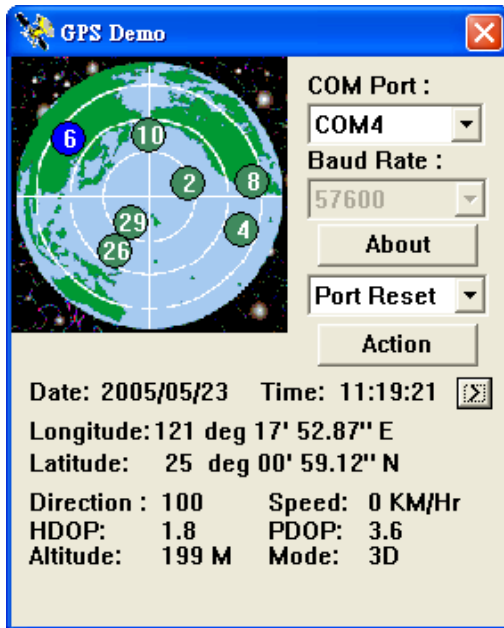 GPS Demo
COM Port :
COM4
Baud Rate :
57600
About
Port Reset
Action
6
10
2
8
29
4
26
Date: 2005/05/23 Time: 11:19:21 Σ
Longitude: 121 deg 17' 52.87" E
Latitude: 25 deg 00' 59.12" N
Direction : 100 Speed: 0 KM/Hr
HDOP: 1.8 PDOP: 3.6
Altitude: 199 M Mode: 3D